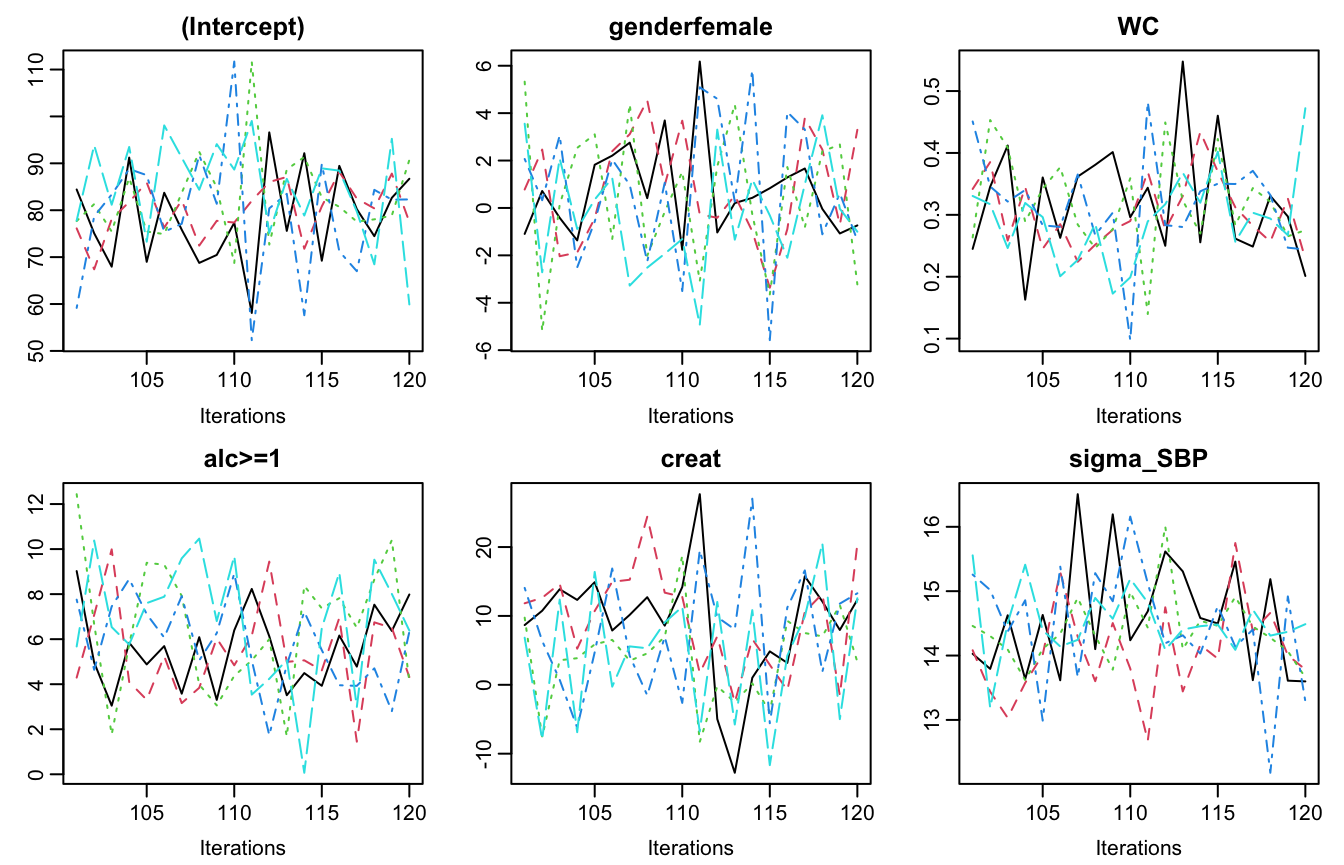 (Intercept) genderfemale WC
110
90
80
70
60
50
105 110 115 120
Iterations
6
4
2
0
-2
-4
-6
105 110 115 120
Iterations
0.5
0.4
0.3
0.2
0.1
105 110 115 120
Iterations
alc>=1 creat sigma_SBP
12
10
8
6
4
2
0
105 110 115 120
Iterations
20
10
0
-10
105 110 115 120
Iterations
16
15
14
13
105 110 115 120
Iterations